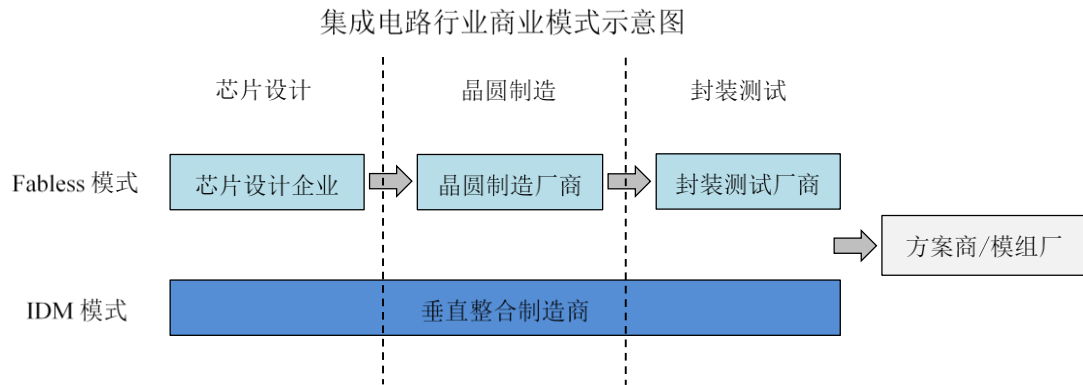 集成电路行业商业模式示意图
芯片设计
晶圆制造
封装测试
Fabless 模式
芯片设计企业
晶圆制造厂商
封装测试厂商
方案商/模组厂
IDM 模式
垂直整合制造商